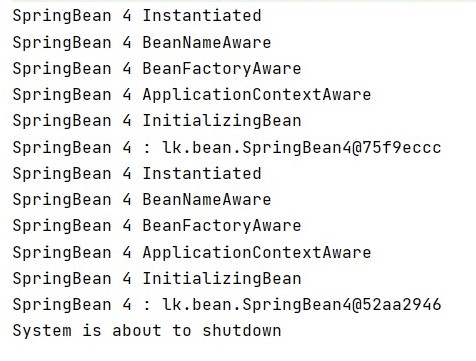 SpringBean 4 Instantiated
SpringBean 4 BeanNameAware
SpringBean 4 BeanFactoryAware
SpringBean 4 ApplicationContextAware
SpringBean 4 InitializingBean
SpringBean 4 : lk.bean.SpringBean4@75f9eccc
SpringBean 4 Instantiated
SpringBean 4 BeanNameAware
SpringBean 4 BeanFactoryAware
SpringBean 4 ApplicationContextAware
SpringBean 4 InitializingBean
SpringBean 4 : lk.bean.SpringBean4@52aa2946
System is about to shutdown